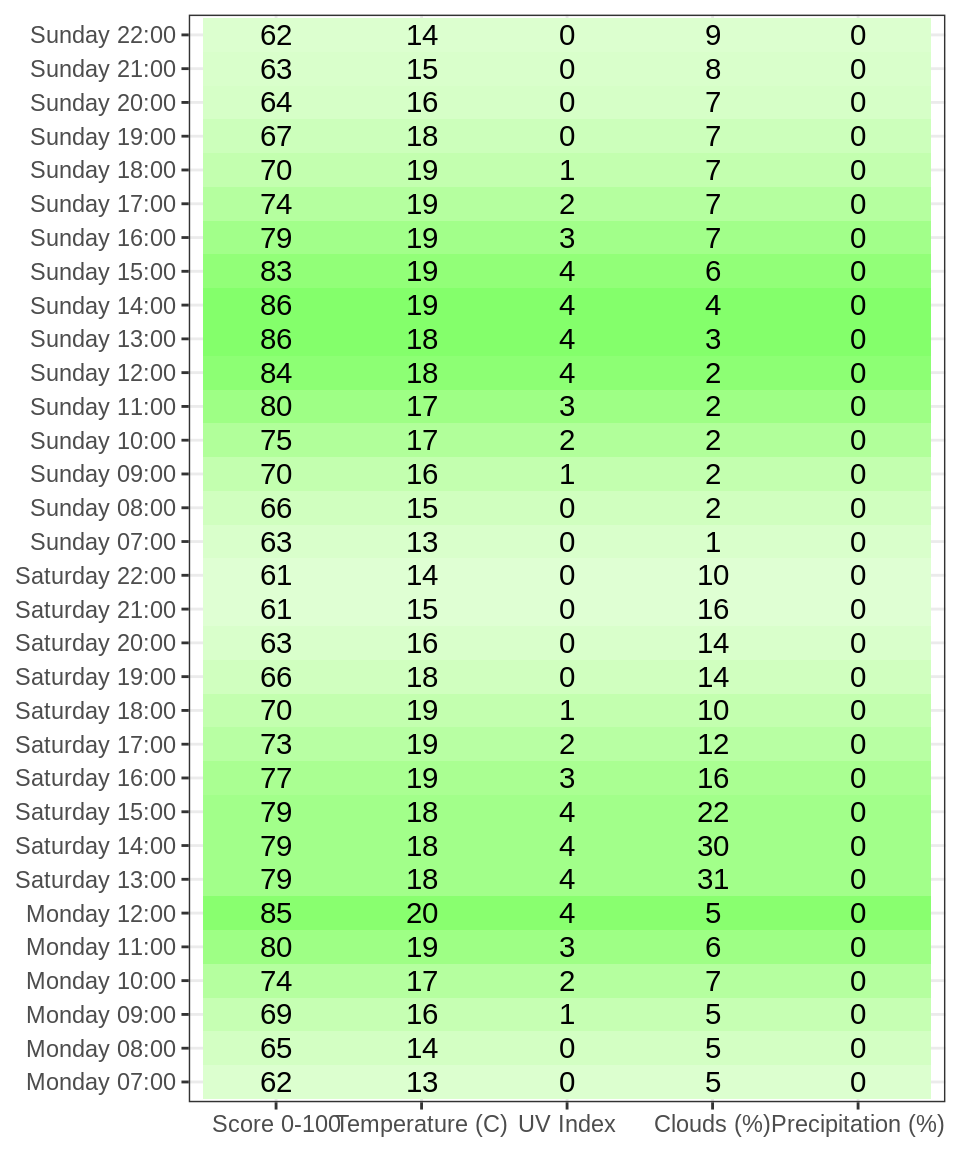 Sunday 22:00 62 14 0 9 0
Sunday 21:00 63 15 0 8 0
Sunday 20:00 64 16 0 7 0
Sunday 19:00 67 18 0 7 0
Sunday 18:00 70 19 1 7 0
Sunday 17:00 74 19 2 7 0
Sunday 16:00 79 19 3 7 0
Sunday 15:00 83 19 4 6 0
Sunday 14:00 86 19 4 4 0
Sunday 13:00 86 18 4 3 0
Sunday 12:00 84 18 4 2 0
Sunday 11:00 80 17 3 2 0
Sunday 10:00 75 17 2 2 0
Sunday 09:00 70 16 1 2 0
Sunday 08:00 66 15 0 2 0
Sunday 07:00 63 13 0 1 0
Saturday 22:00 61 14 0 10 0
Saturday 21:00 61 15 0 16 0
Saturday 20:00 63 16 0 14 0
Saturday 19:00 66 18 0 14 0
Saturday 18:00 70 19 1 10 0
Saturday 17:00 73 19 2 12 0
Saturday 16:00 77 19 3 16 0
Saturday 15:00 79 18 4 22 0
Saturday 14:00 79 18 4 30 0
Saturday 13:00 79 18 4 31 0
Monday 12:00 85 20 4 5 0
Monday 11:00 80 19 3 6 0
Monday 10:00 74 17 2 7 0
Monday 09:00 69 16 1 5 0
Monday 08:00 65 14 0 5 0
Monday 07:00 62 13 0 5 0
Score 0-100 Temperature (C) UV Index Clouds (%) Precipitation (%)